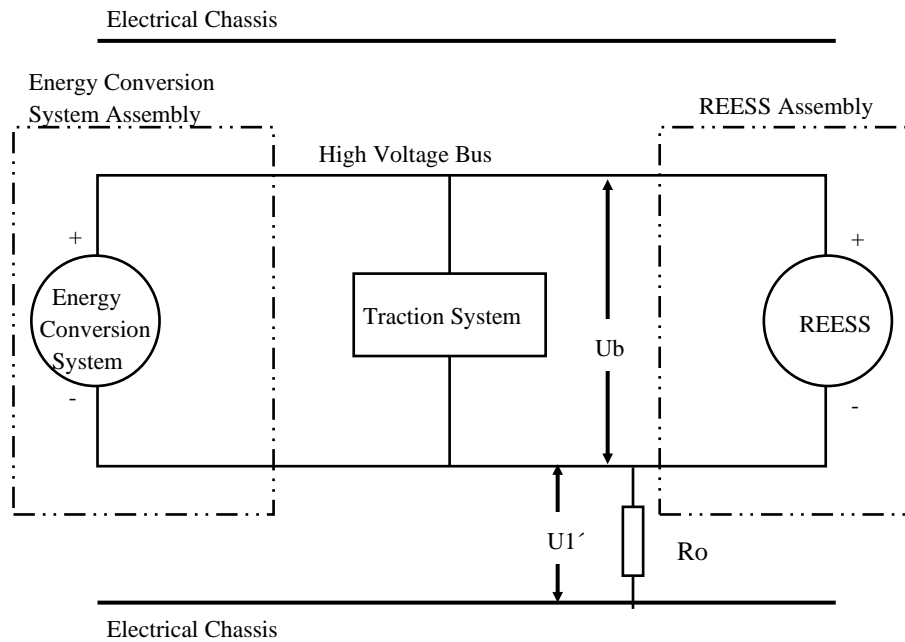 Electrical Chassis
Energy Conversion
System Assembly
REESS Assembly
High Voltage Bus
+
+
Energy
Conversion
System
Traction System
REESS
Ub
-
-
U1´
Ro
Electrical Chassis